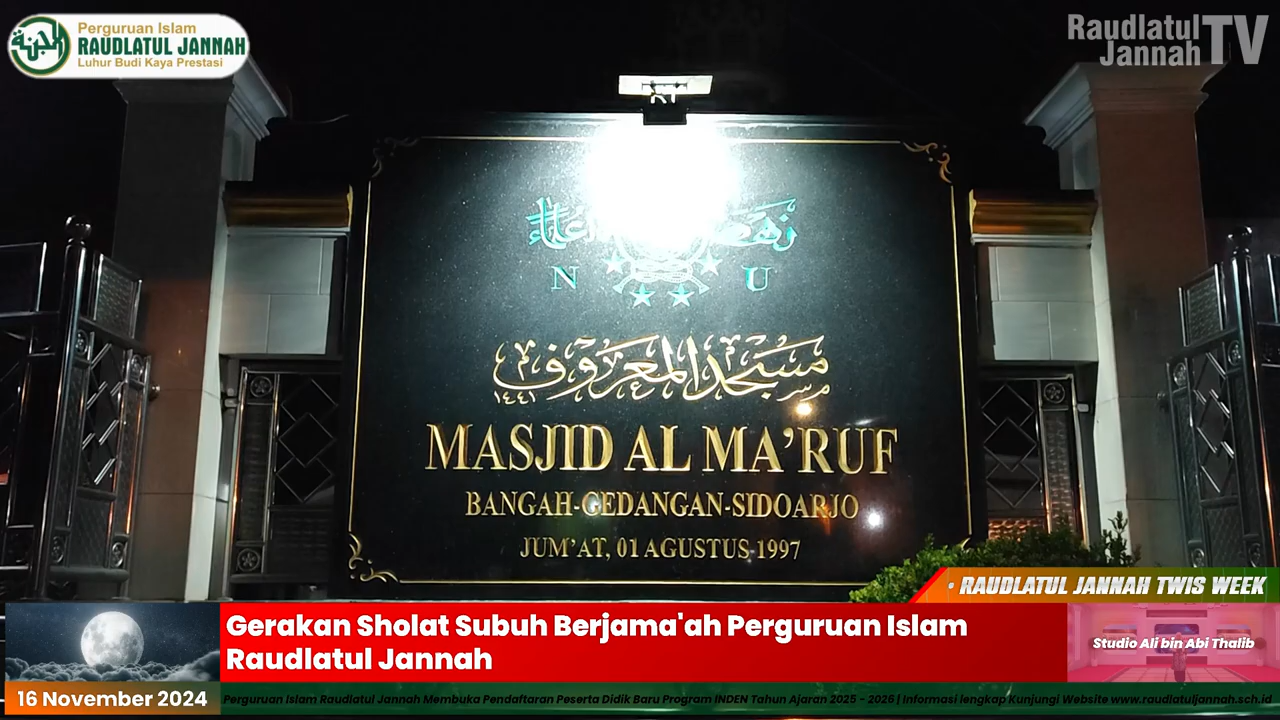 Perguruan Islam
RAUDLATUL JANNAH
Luhur Budi Kaya Prestasi
Raudlatul
Jannah TV
N U
مسجد المعروف
١٤٤١
MASJID AL MA'RUF
BANGAH-GEDANGAN-SIDOARJO
JUM'AT, 01 AGUSTUS 1997
• RAUDLATUL JANNAH TWIS WEEK
Gerakan Sholat Subuh Berjama'ah Perguruan Islam
Raudlatul Jannah
Studio Ali bin Abi Thalib
16 November 2024
Perguruan Islam Raudlatul Jannah Membuka Pendaftaran Peserta Didik Baru Program INDEN Tahun Ajaran 2025 - 2026 | Informasi lengkap Kunjungi Website www.raudlatuljannah.sch.id